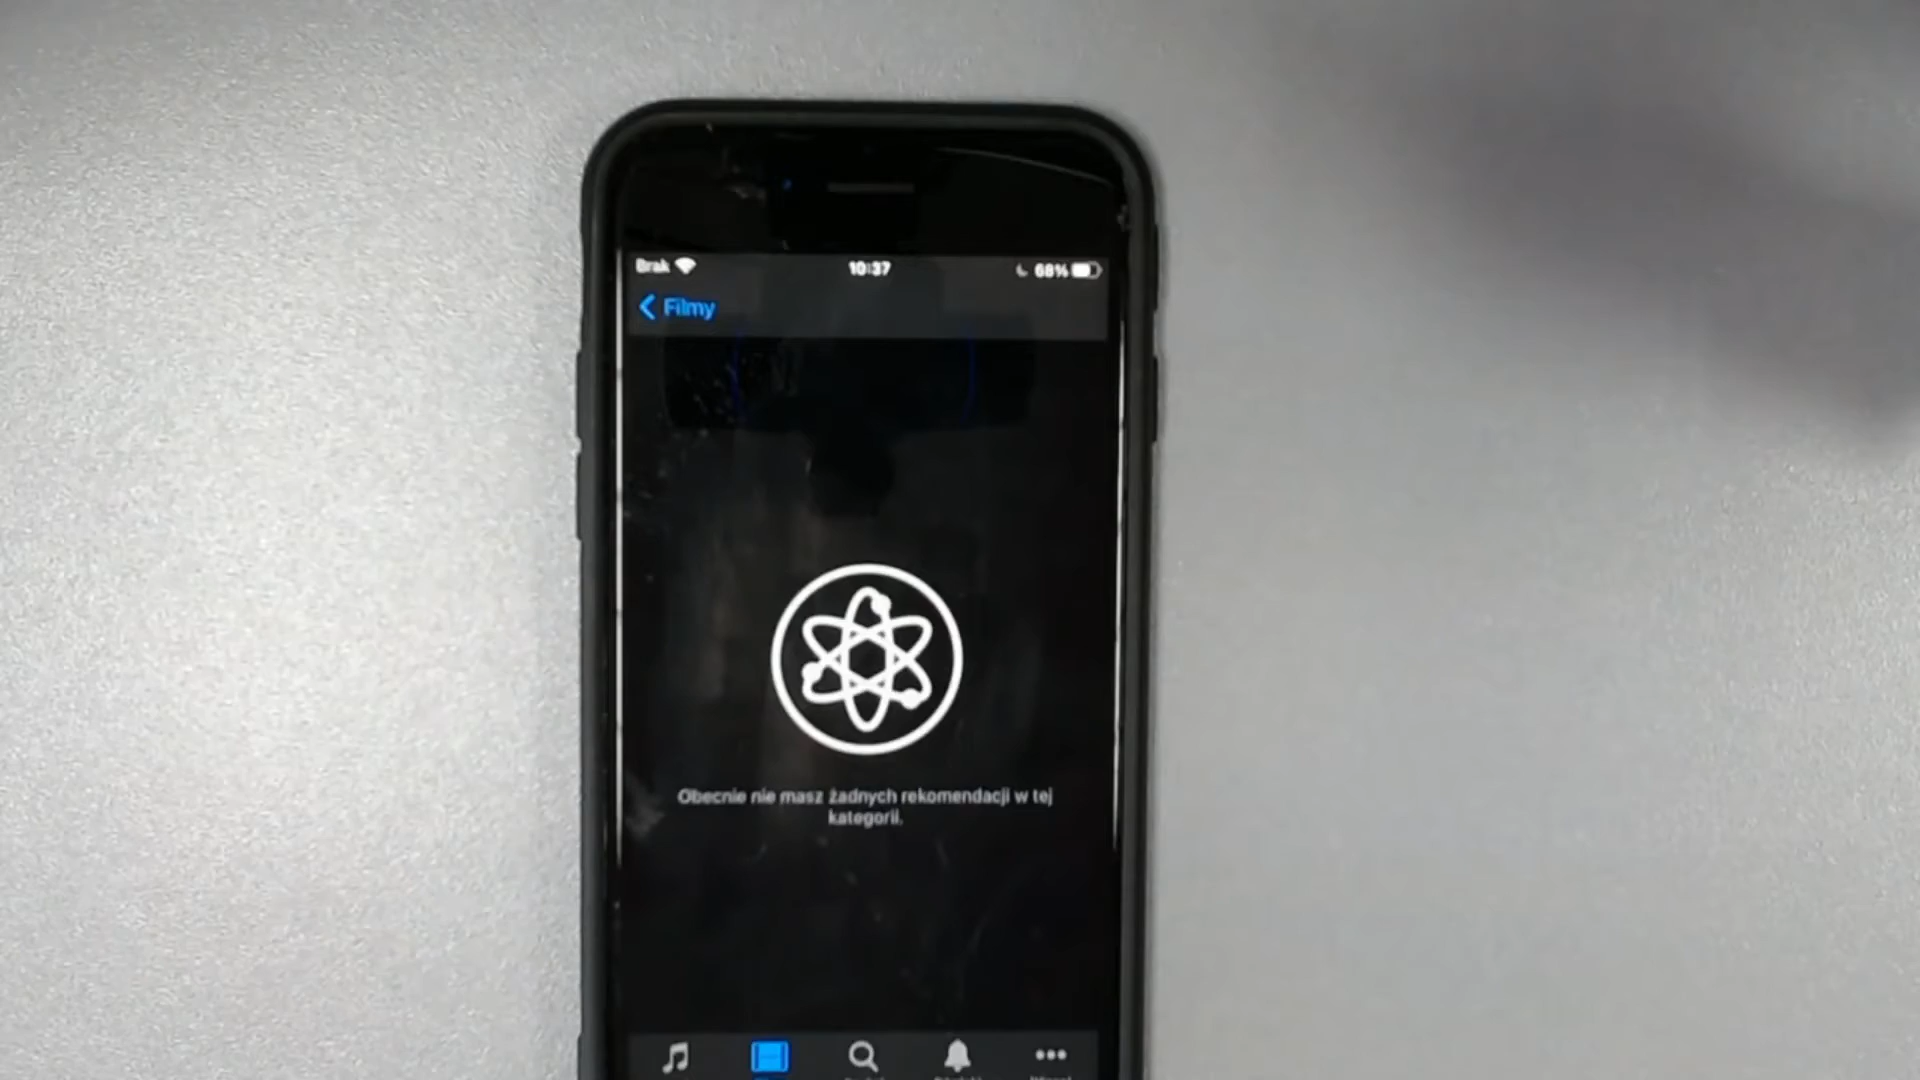 Brak
10:37
68%
Filmy
Obecnie nie masz żadnych rekomendacji w tej
kategorii.